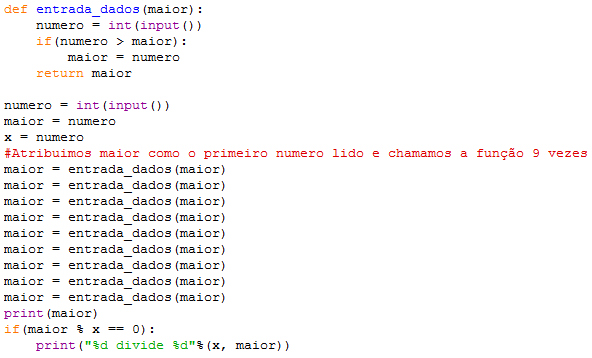 def entrada_dados(maior):
    numero = int(input())
    if(numero > maior):
        maior = numero
    return maior

numero = int(input())
maior = numero
x = numero
#Atribuimos maior como o primeiro numero lido e chamamos a função 9 vezes
maior = entrada_dados(maior)
maior = entrada_dados(maior)
maior = entrada_dados(maior)
maior = entrada_dados(maior)
maior = entrada_dados(maior)
maior = entrada_dados(maior)
maior = entrada_dados(maior)
maior = entrada_dados(maior)
maior = entrada_dados(maior)
print(maior)
if(maior % x == 0):
    print("%d divide %d"%(x, maior))